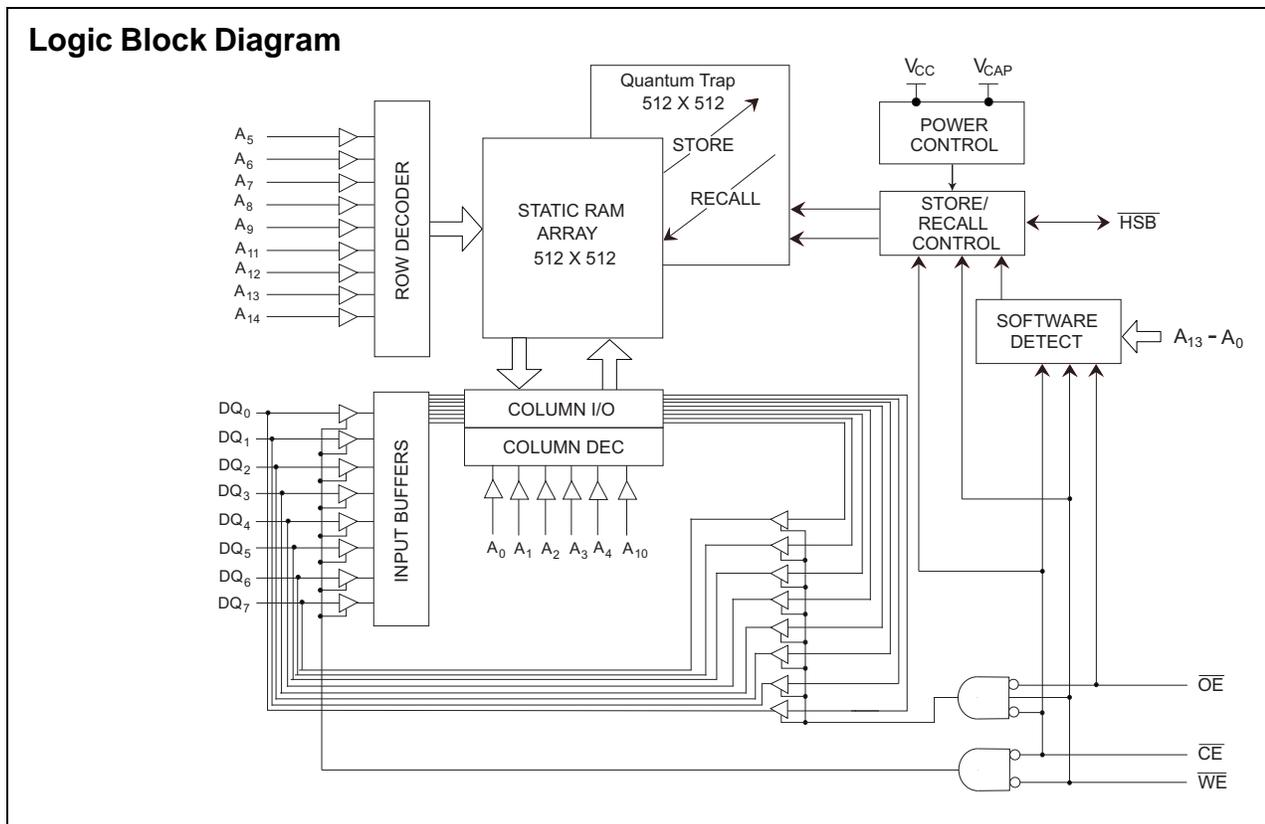 Logic Block Diagram
Quantum Trap
512 X 512
STORE
RECALL
STATIC RAM
ARRAY
512 X 512
ROW DECODER
A5
A6
A7
A8
A9
A11
A12
A13
A14
VCC
VCAP
POWER
CONTROL
STORE/
RECALL
CONTROL
HSB
SOFTWARE
DETECT
A13 – A0
COLUMN I/O
COLUMN DEC
A0
A1
A2
A3
A4
A10
DQ0
DQ1
DQ2
DQ3
DQ4
DQ5
DQ6
DQ7
INPUT BUFFERS
OE
CE
WE